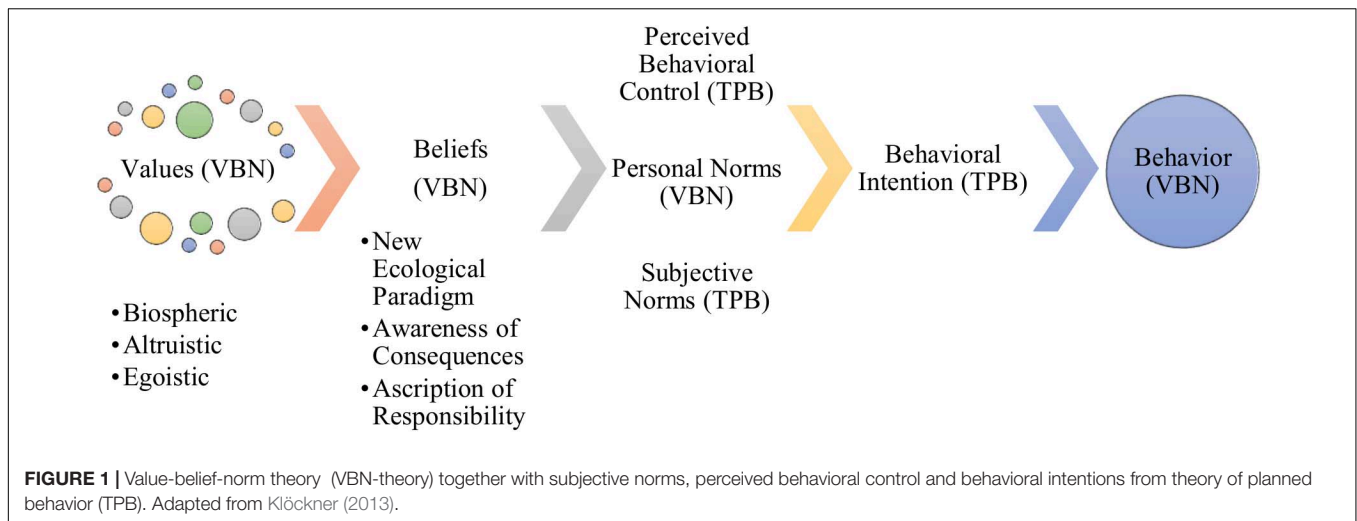 Values (VBN)
• Biospheric
• Altruistic
• Egoistic
Beliefs
(VBN)
• New
Ecological
Paradigm
• Awareness of
Consequences
• Ascription of
Responsibility
Perceived
Behavioral
Control (TPB)
Personal Norms
(VBN)
Subjective
Norms (TPB)
Behavioral
Intention (TPB)
Behavior
(VBN)
FIGURE 1 | Value-belief-norm theory (VBN-theory) together with subjective norms, perceived behavioral control and behavioral intentions from theory of planned
behavior (TPB). Adapted from Klöckner (2013).